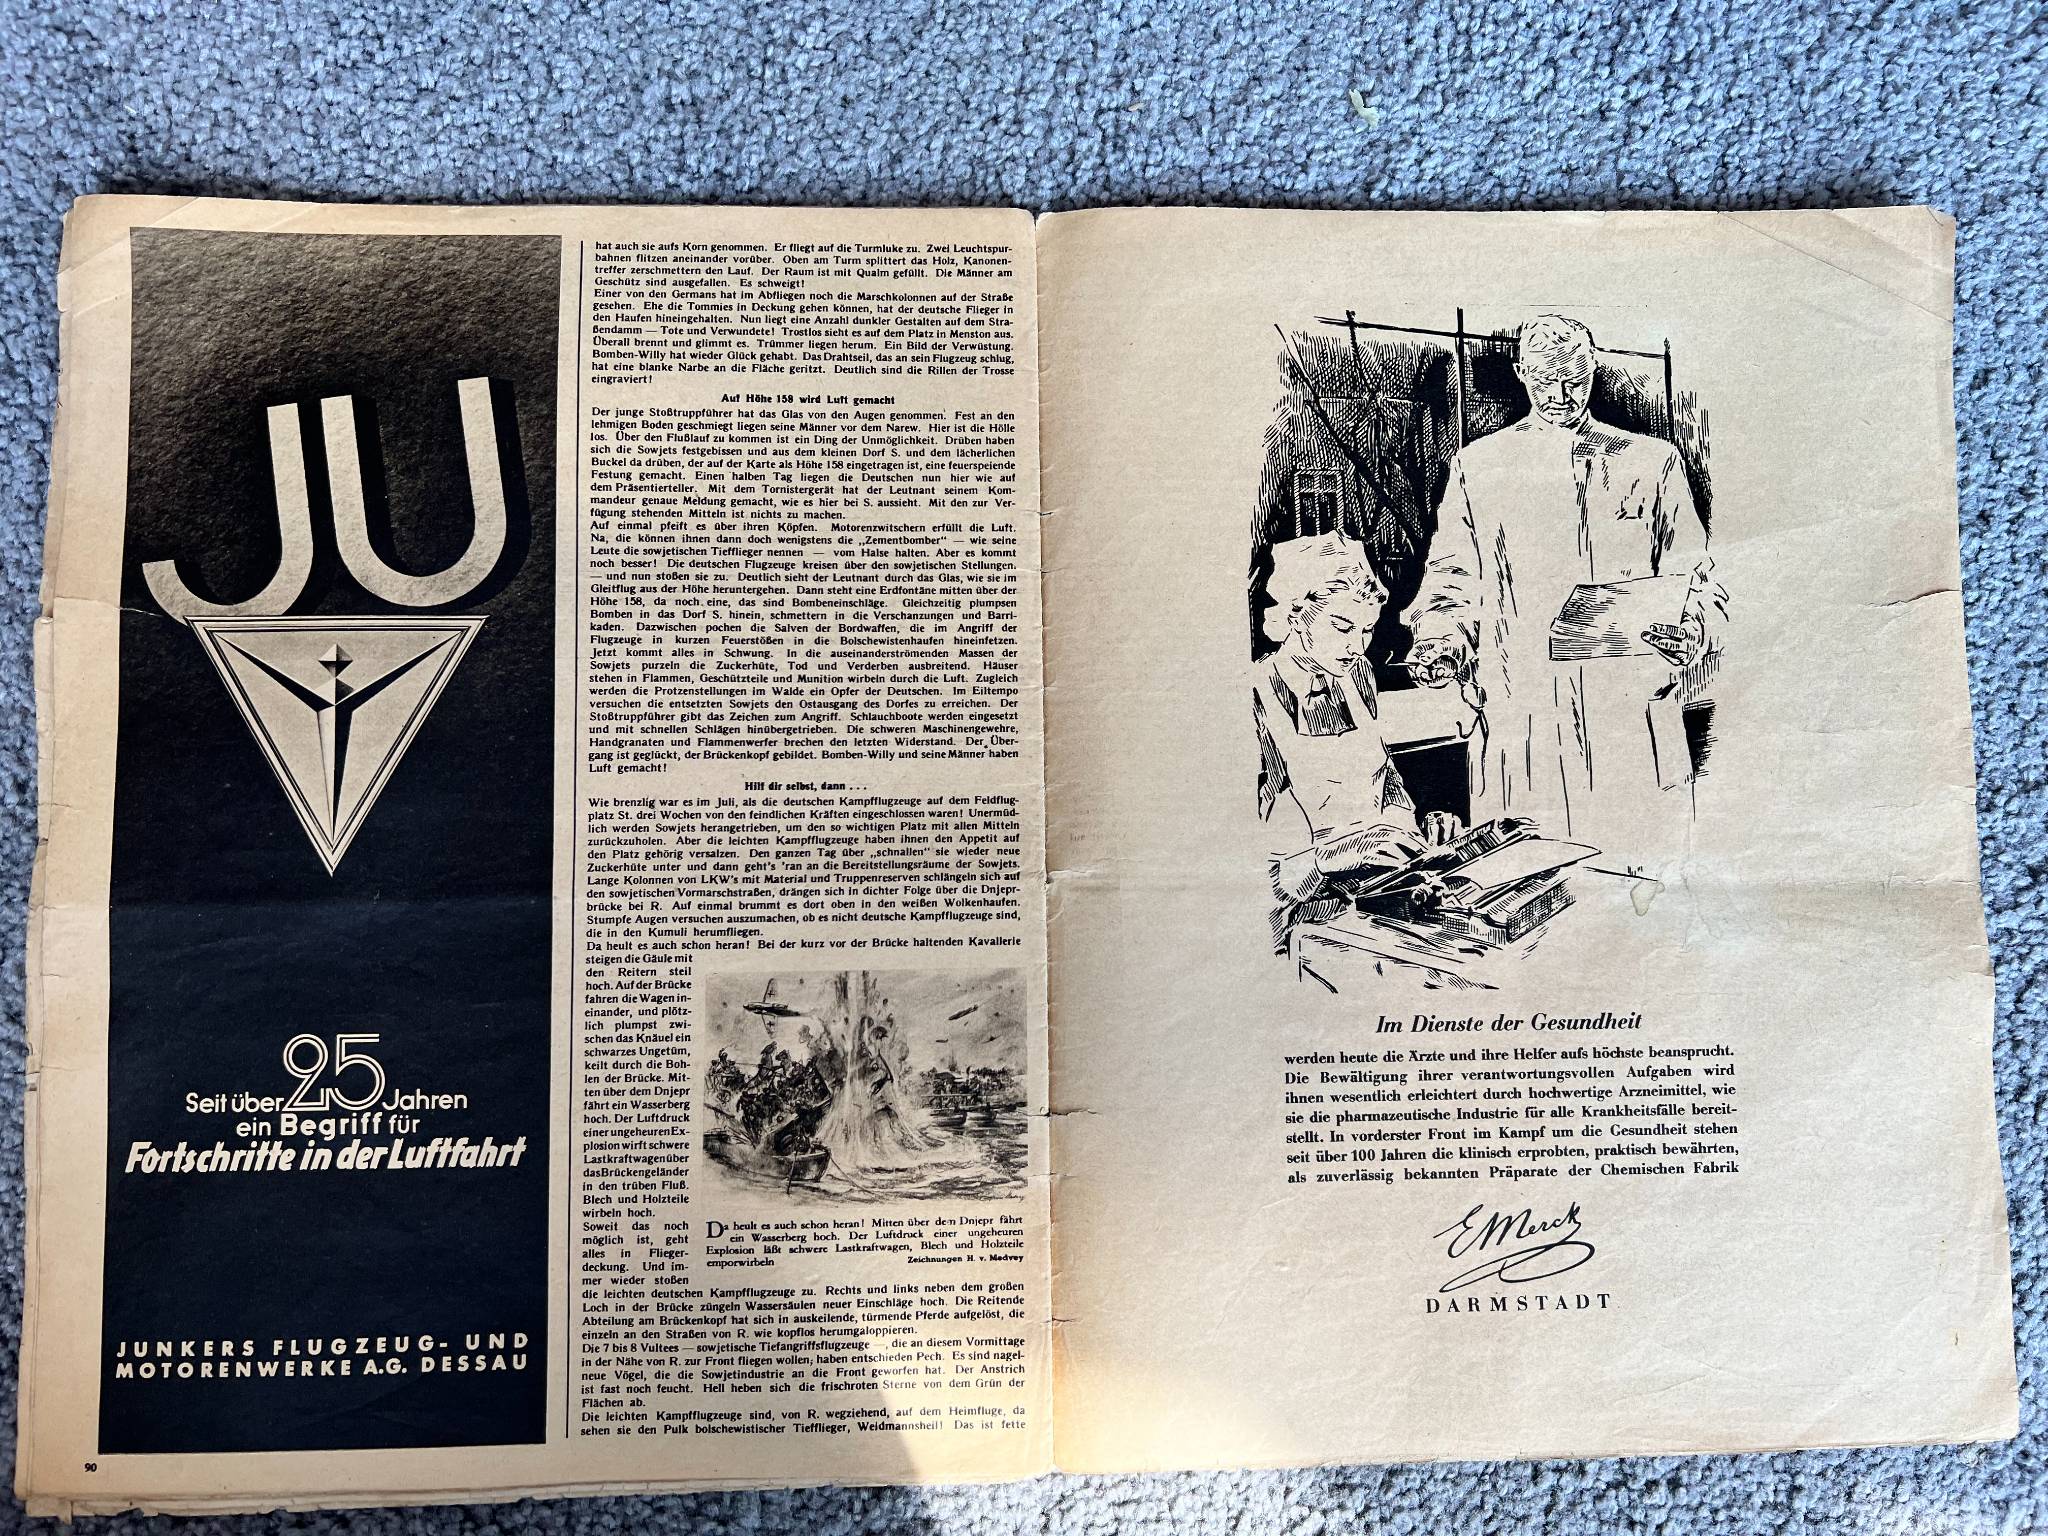 JU
Seit über 25 Jahren
ein Begriff für
Fortschritte in der Luftfahrt
JUNKERS FLUGZEUG- UND
MOTORENWERKE A.G. DESSAU
90
hat auch sie aufs Korn genommen. Er fliegt auf die Turmluke zu. Zwei Leuchtspur-
bahnen flitzen aneinander vorüber. Oben am Turm splittert das Holz, Kanonen-
treffer zerschmettern den Lauf. Der Raum ist mit Qualm gefüllt. Die Männer am
Geschütz sind ausgefallen. Es schweigt!
Einer von den Germans hat im Abfliegen noch die Marschkolonnen auf der Straße
gesehen. Ehe die Tommies in Deckung gehen können, hat der deutsche Flieger in
den Haufen hineingehalten. Nun liegt eine Anzahl dunkler Gestalten auf dem Stra-
ßendamm — Tote und Verwundete! Trostlos sieht es auf dem Platz in Menston aus.
Überall brennt und glimmt es. Trümmer liegen herum. Ein Bild der Verwüstung.
Bomben-Willy hat wieder Glück gehabt. Das Drahtseil, das an sein Flugzeug schlug,
hat eine blanke Narbe an die Fläche geritzt. Deutlich sind die Rillen der Trosse
eingraviert!
Auf Höhe 158 wird Luft gemacht
Der junge Stoßtruppführer hat das Glas von den Augen genommen. Fest an den
lehmigen Boden geschmiegt liegen seine Männer vor dem Narew. Hier ist die Hölle
los. Über den Flußlauf zu kommen ist ein Ding der Unmöglichkeit. Drüben haben
sich die Sowjets festgebissen und aus dem kleinen Dorf S. und dem lächerlichen
Buckel da drüben, der auf der Karte als Höhe 158 eingetragen ist, eine feuerspeiende
Festung gemacht. Einen halben Tag liegen die Deutschen nun hier wie auf
dem Präsentierteller. Mit dem Tornistergerät hat der Leutnant seinem Kom-
mandeur genaue Meldung gemacht, wie es hier bei S. aussieht. Mit den zur Ver-
fügung stehenden Mitteln ist nichts zu machen.
Auf einmal pfeift es über ihren Köpfen. Motorenzwitschern erfüllt die Luft.
Na, die können ihnen dann doch wenigstens die „Zementbomber“ — wie seine
Leute die sowjetischen Tiefflieger nennen — vom Halse halten. Aber es kommt
noch besser! Die deutschen Flugzeuge kreisen über den sowjetischen Stellungen.
— und nun stoßen sie zu. Deutlich sieht der Leutnant durch das Glas, wie sie im
Gleitflug aus der Höhe heruntergehen. Dann steht eine Erdfontäne mitten über der
Höhe 158, da noch eine, das sind Bombeneinschläge. Gleichzeitig plumpsen
Bomben in das Dorf S. hinein, schmettern in die Verschanzungen und Barri-
kaden. Dazwischen pochen die Salven der Bordwaffen, die im Angriff der
Flugzeuge in kurzen Feuerstößen in die Bolschewistenhaufen hineinfetzen.
Jetzt kommt alles in Schwung. In die auseinanderströmenden Massen der
Sowjets purzeln die Zuckerhüte, Tod und Verderben ausbreitend. Häuser
stehen in Flammen, Geschützteile und Munition wirbeln durch die Luft. Zugleich
werden die Protzenstellungen im Walde ein Opfer der Deutschen. Im Eiltempo
versuchen die entsetzten Sowjets den Ostausgang des Dorfes zu erreichen. Der
Stoßtruppführer gibt das Zeichen zum Angriff. Schlauchboote werden eingesetzt
und mit schnellen Schlägen hinübergetrieben. Die schweren Maschinengewehre,
Handgranaten und Flammenwerfer brechen den letzten Widerstand. Der Über-
gang ist geglückt, der Brückenkopf gebildet. Bomben-Willy und seine Männer haben
Luft gemacht!
Hilf dir selbst, dann . . .
Wie brenzlig war es im Juli, als die deutschen Kampfflugzeuge auf dem Feldflug-
platz St. drei Wochen von den feindlichen Kräften eingeschlossen waren! Unermüd-
lich werden Sowjets herangetrieben, um den so wichtigen Platz mit allen Mitteln
zurückzuholen. Aber die leichten Kampfflugzeuge haben ihnen den Appetit auf
den Platz gehörig versalzen. Den ganzen Tag über „schnallen“ sie wieder neue
Zuckerhüte unter und dann geht's 'ran an die Bereitstellungsräume der Sowjets.
Lange Kolonnen von LKW's mit Material und Truppenreserven schlängeln sich auf
den sowjetischen Vormarschstraßen, drängen sich in dichter Folge über die Dnjepr-
brücke bei R. Auf einmal brummt es dort oben in den weißen Wolkenhaufen.
Stumpfe Augen versuchen auszumachen, ob es nicht deutsche Kampfflugzeuge sind,
die in den Kumuli herumfliegen.
Da heult es auch schon heran! Bei der kurz vor der Brücke haltenden Kavallerie
steigen die Gäule mit
den Reitern steil
hoch. Auf der Brücke
fahren die Wagen in-
einander, und plötz-
lich plumpst zwi-
schen das Knäuel ein
schwarzes Ungetüm,
keilt durch die Boh-
len der Brücke. Mit-
ten über dem Dnjepr
fährt ein Wasserberg
hoch. Der Luftdruck
einer ungeheuren Ex-
plosion wirft schwere
Lastkraftwagen über
das Brückengeländer
in den trüben Fluß.
Blech und Holzteile
wirbeln hoch.
Soweit das noch
möglich ist, geht
alles in Flieger-
deckung. Und im-
mer wieder stoßen
die leichten deutschen Kampfflugzeuge zu. Rechts und links neben dem großen
Loch in der Brücke züngeln Wassersäulen neuer Einschläge hoch. Die Reitende
Abteilung am Brückenkopf hat sich in auskeilende, türmende Pferde aufgelöst, die
einzeln an den Straßen von R. wie kopflos herumgaloppieren.
Die 7 bis 8 Vultees — sowjetische Tiefangriffsflugzeuge —, die an diesem Vormittage
in der Nähe von R. zur Front fliegen wollen, haben entschieden Pech. Es sind nagel-
neue Vögel, die die Sowjetindustrie an die Front geworfen hat. Der Anstrich
ist fast noch feucht. Hell heben sich die frischroten Sterne von dem Grün der
Flächen ab.
Die leichten Kampfflugzeuge sind, von R. wegziehend, auf dem Heimfluge, da
sehen sie den Pulk bolschewistischer Tiefflieger, Weidmannsheil! Das ist fette
Da heult es auch schon heran! Mitten über dem Dnjepr fährt
ein Wasserberg hoch. Der Luftdruck einer ungeheuren
Explosion läßt schwere Lastkraftwagen, Blech und Holzteile
emporwirbeln Zeichnungen H. v. Medvey
Im Dienste der Gesundheit
werden heute die Ärzte und ihre Helfer aufs höchste beansprucht.
Die Bewältigung ihrer verantwortungsvollen Aufgaben wird
ihnen wesentlich erleichtert durch hochwertige Arzneimittel, wie
sie die pharmazeutische Industrie für alle Krankheitsfälle bereit-
stellt. In vorderster Front im Kampf um die Gesundheit stehen
seit über 100 Jahren die klinisch erprobten, praktisch bewährten,
als zuverlässig bekannten Präparate der Chemischen Fabrik
E Merck
DARMSTADT